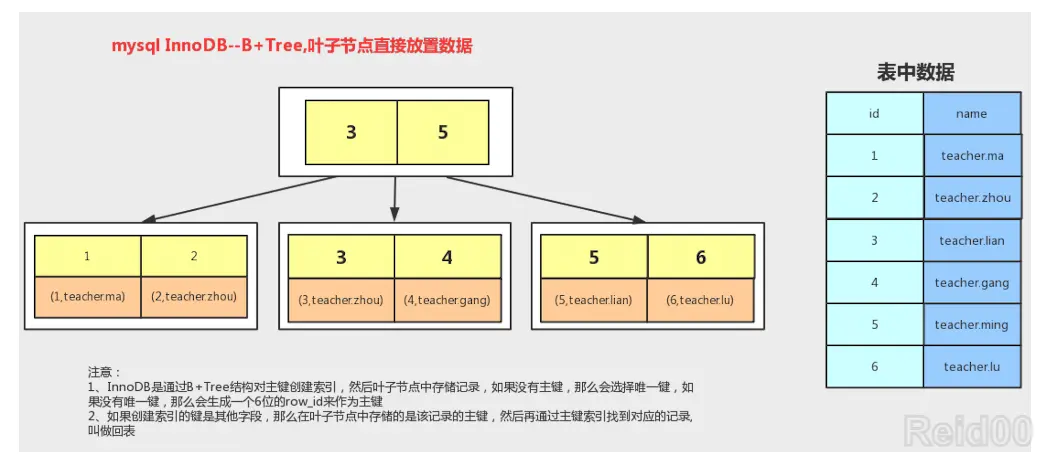 mysql InnoDB--B+Tree,叶子节点直接放置数据
表中数据
3 5
id name
1 teacher.ma
2 teacher.zhou
3 teacher.lian
4 teacher.gang
5 teacher.ming
6 teacher.lu
1 2
(1,teacher.ma) (2,teacher.zhou)
3 4
(3,teacher.zhou) (4,teacher.gang)
5 6
(5,teacher.lian) (6,teacher.lu)
注意：
1、InnoDB是通过B+Tree结构对主键创建索引，然后叶子节点中存储记录，如果没有主键，那么会选择唯一键，如
果没有唯一键，那么会生成一个6位的row_id来作为主键
2、如果创建索引的键是其他字段，那么在叶子节点中存储的是该记录的主键，然后再通过主键索引找到对应的记录,
叫做回表
Reid00